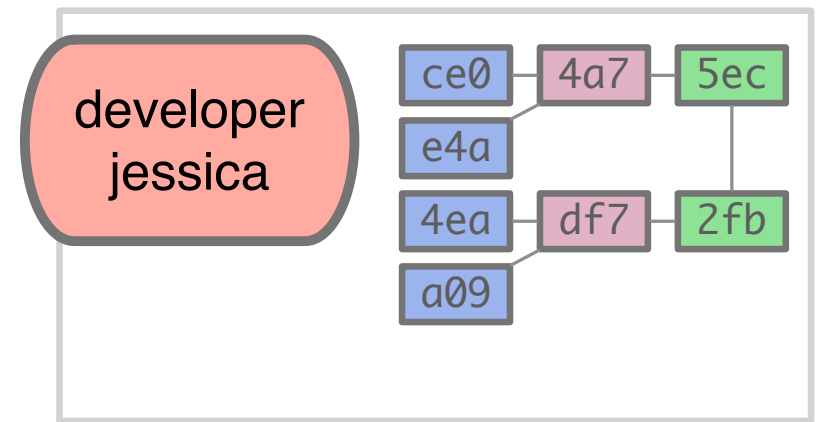 developer
jessica
ce0 4a7 5ec
e4a
4ea df7 2fb
a09